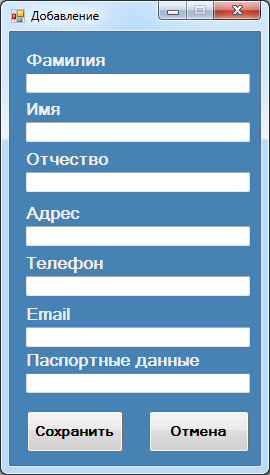 Добавление
Фамилия
Имя
Отчество
Адрес
Телефон
Email
Паспортные данные
Сохранить
Отмена